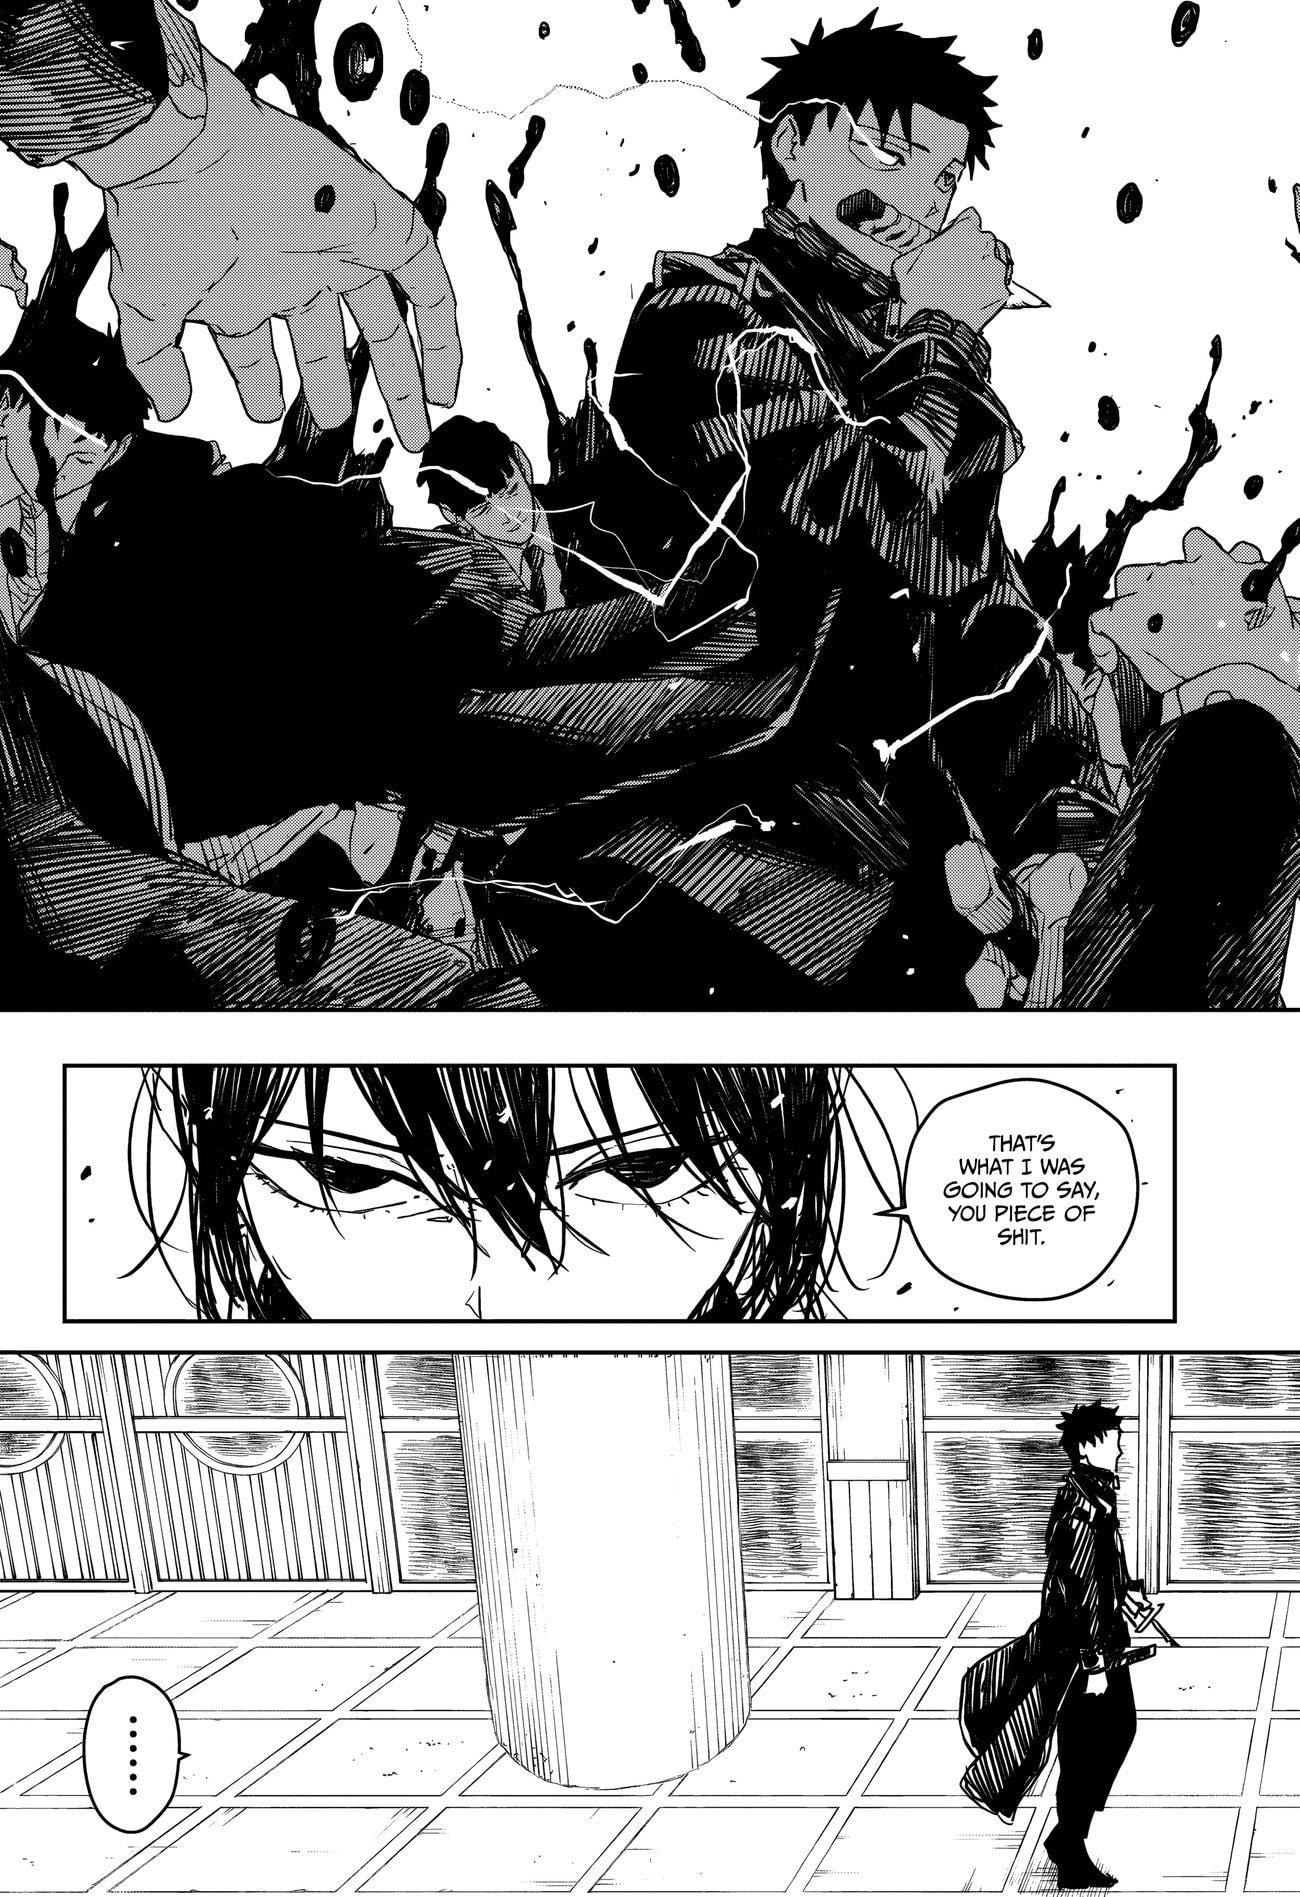 THAT'S
WHAT I WAS
GOING TO SAY,
YOU PIECE OF
SHIT.
......